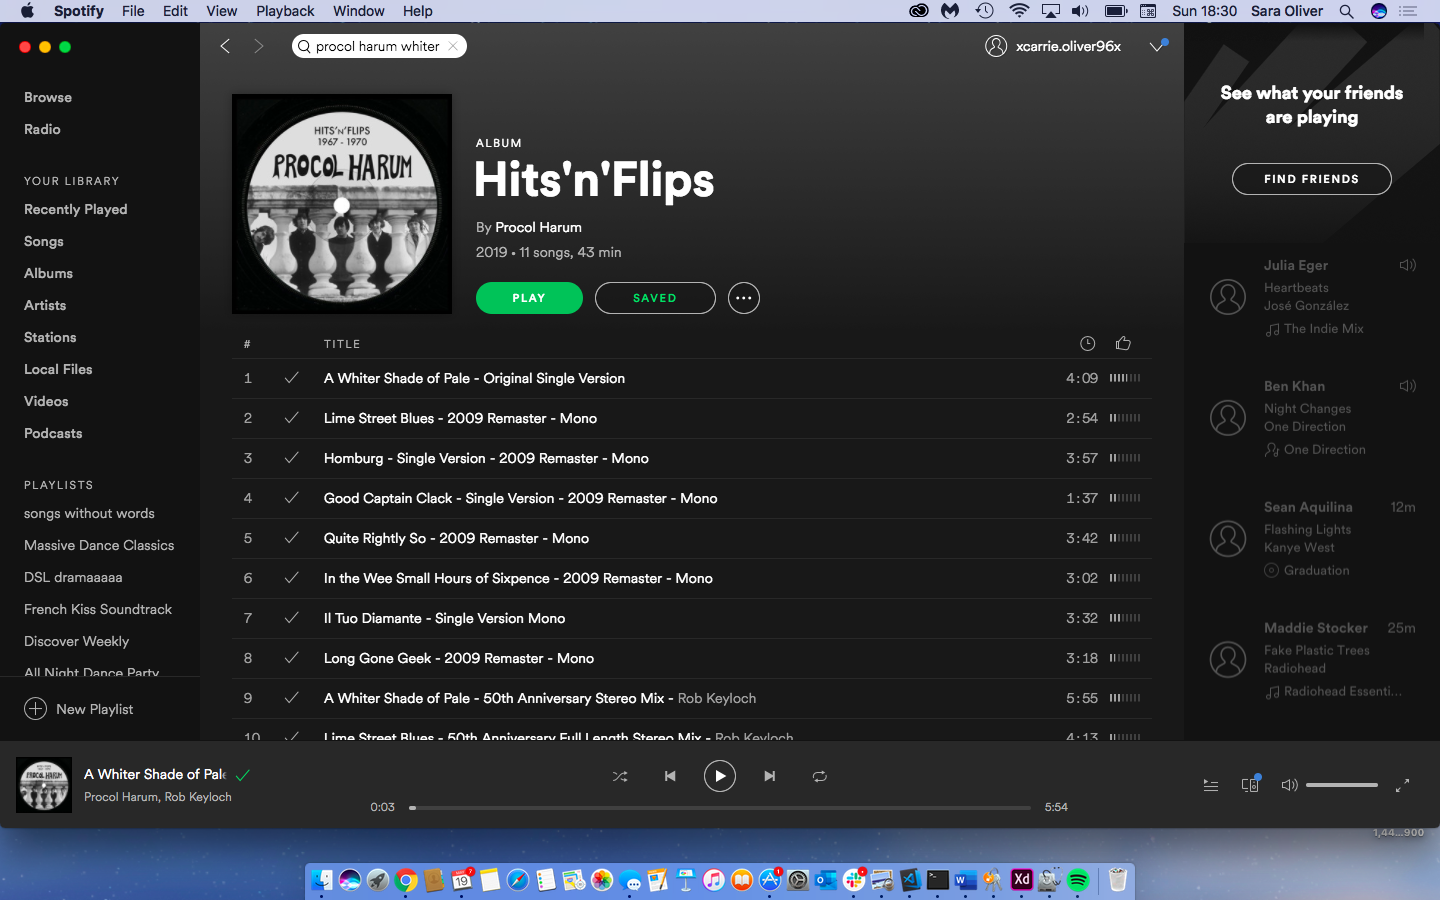 Spotify File Edit View Playback Window Help Sun 18:30 Sara Oliver
procol harum whiter
xcarrie.oliver96x
Browse
Radio
YOUR LIBRARY
Recently Played
Songs
Albums
Artists
Stations
Local Files
Videos
Podcasts
PLAYLISTS
songs without words
Massive Dance Classics
DSL dramaaaaa
French Kiss Soundtrack
Discover Weekly
All Night Dance Party
New Playlist
HITS'N'FLIPS
1967 - 1970
PROCOL HARUM
ALBUM
Hits'n'Flips
By Procol Harum
2019 • 11 songs, 43 min
PLAY SAVED
# TITLE
1 A Whiter Shade of Pale - Original Single Version 4:09
2 Lime Street Blues - 2009 Remaster - Mono 2:54
3 Homburg - Single Version - 2009 Remaster - Mono 3:57
4 Good Captain Clack - Single Version - 2009 Remaster - Mono 1:37
5 Quite Rightly So - 2009 Remaster - Mono 3:42
6 In the Wee Small Hours of Sixpence - 2009 Remaster - Mono 3:02
7 Il Tuo Diamante - Single Version Mono 3:32
8 Long Gone Geek - 2009 Remaster - Mono 3:18
9 A Whiter Shade of Pale - 50th Anniversary Stereo Mix - Rob Keyloch 5:55
10 Lime Street Blues - 50th Anniversary Full Length Stereo Mix - Rob Keyloch 4:13
See what your friends
are playing
FIND FRIENDS
Julia Eger
Heartbeats
José González
The Indie Mix
Ben Khan
Night Changes
One Direction
One Direction
Sean Aquilina 12m
Flashing Lights
Kanye West
Graduation
Maddie Stocker 25m
Fake Plastic Trees
Radiohead
Radiohead Essenti...
A Whiter Shade of Pale
Procol Harum, Rob Keyloch
0:03 5:54
1,44...900
19
Xd